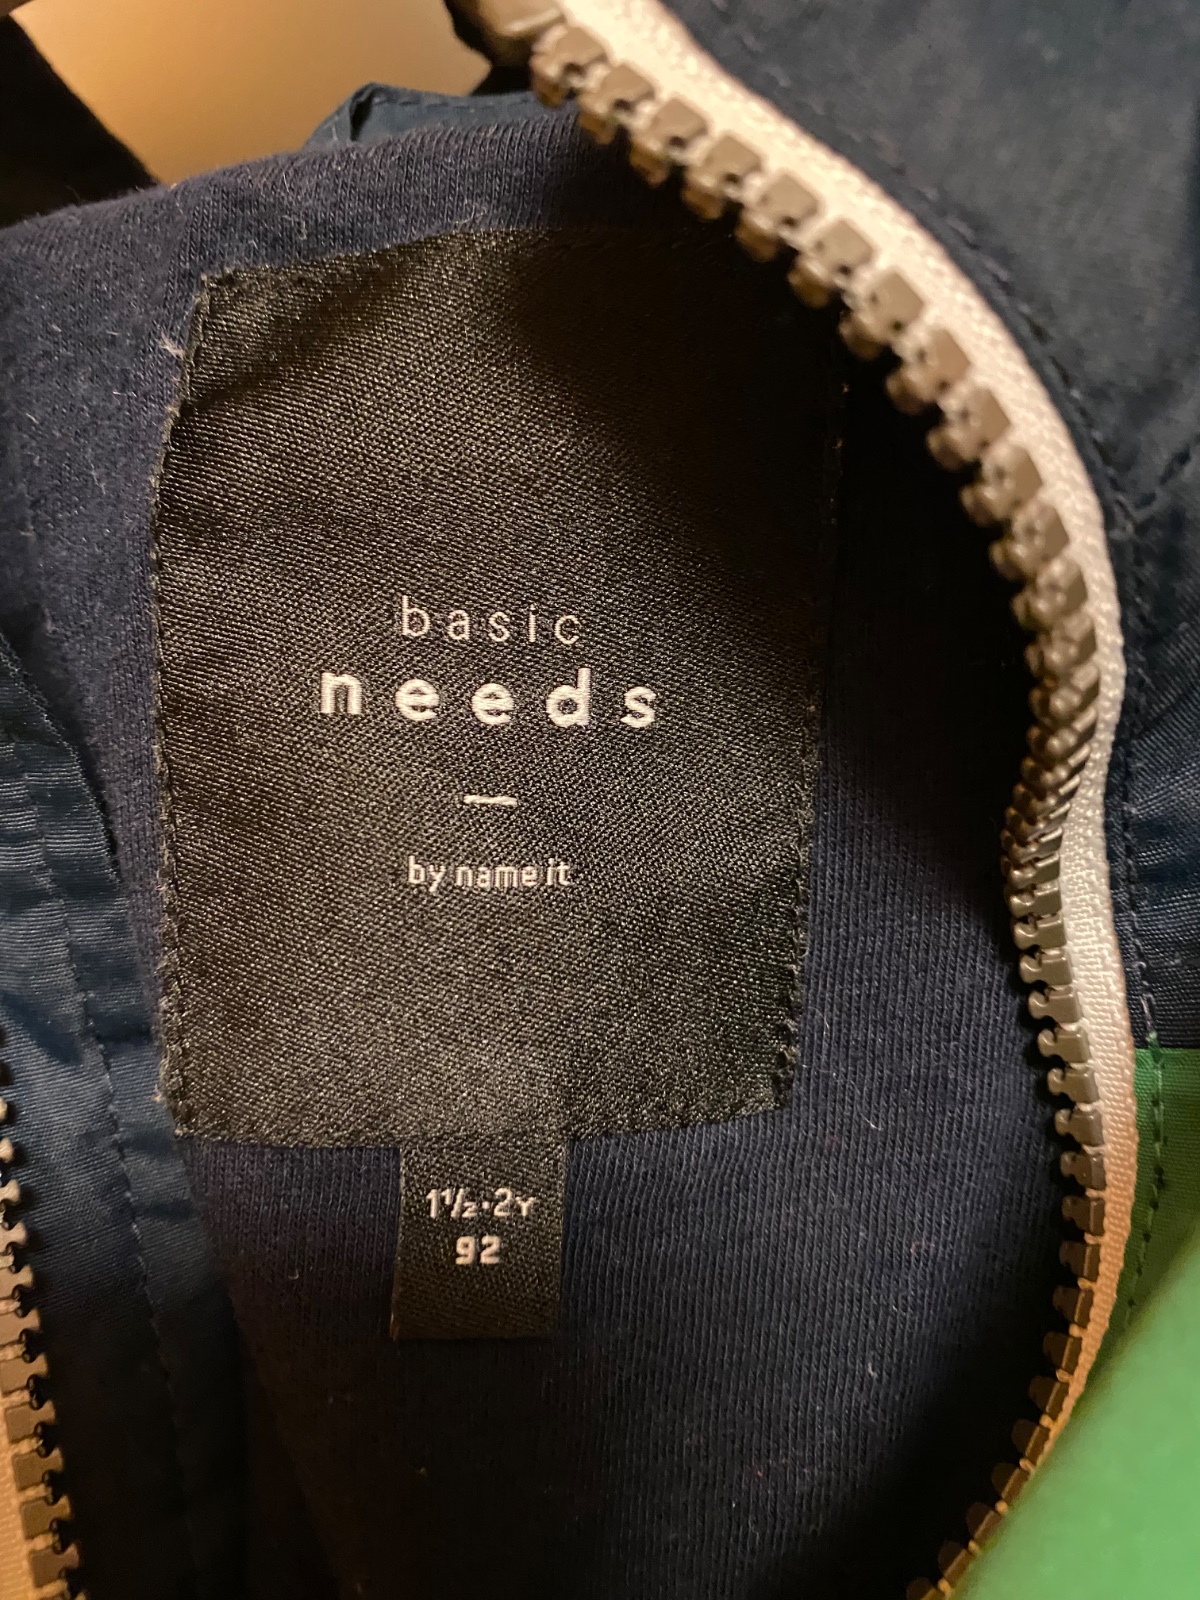 basic
needs
—
by name it
1½-2Y
92